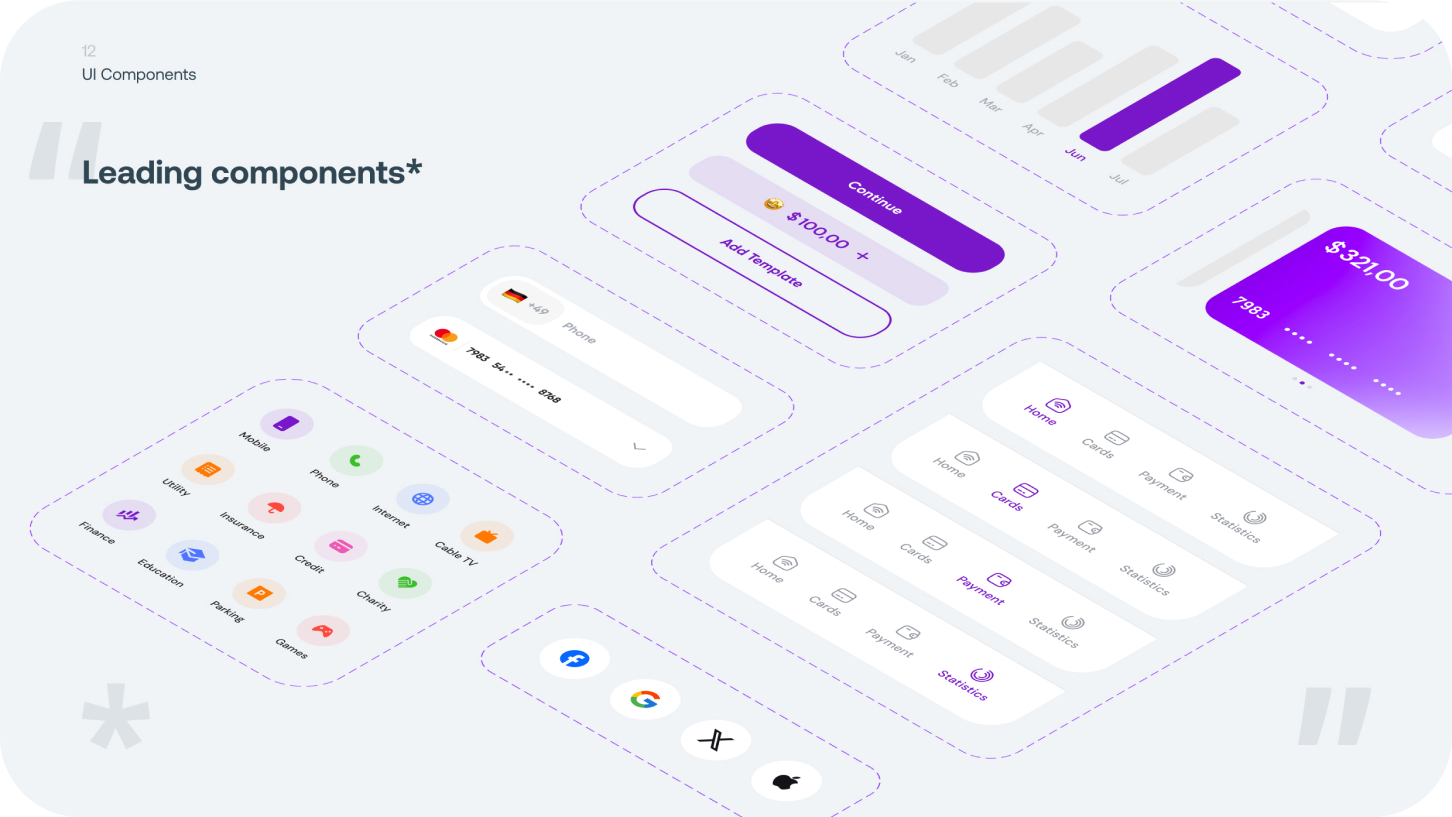 12
UI Components
"
Leading components*
Jan
Feb
Mar
Apr
Jun
Jul
Continue
$100,00 +
Add Template
$321,00
7983 •••• •••• ••••
+49 Phone
7983 54•• •••• 8768
Mobile
Phone
Internet
Cable TV
Utility
Insurance
Credit
Charity
Finance
Education
Parking
Games
Home
Cards
Payment
Statistics
Home
Cards
Payment
Statistics
Home
Cards
Payment
Statistics
Home
Cards
Payment
Statistics
*
"